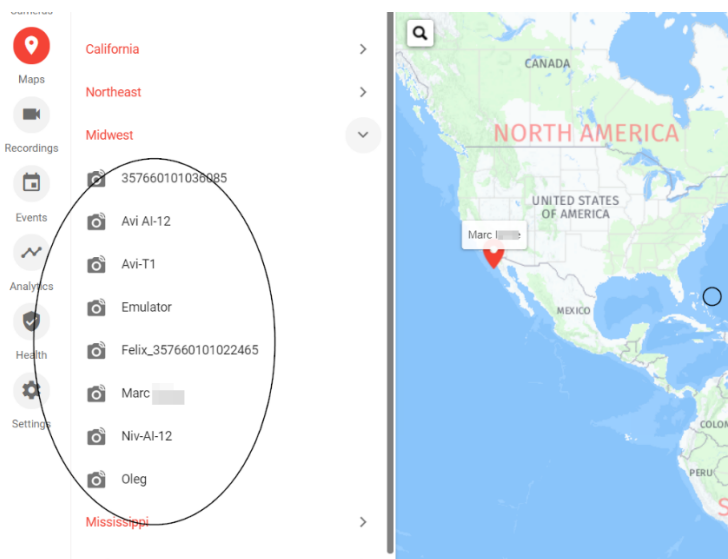 Maps
Recordings
Events
Analytics
Health
Settings
California
Northeast
Midwest
357660101036085
Avi AI-12
Avi-T1
Emulator
Felix_357660101022465
Marc
Niv-AI-12
Oleg
Mississippi
CANADA
NORTH AMERICA
UNITED STATES
OF AMERICA
Marc
MEXICO
PERU